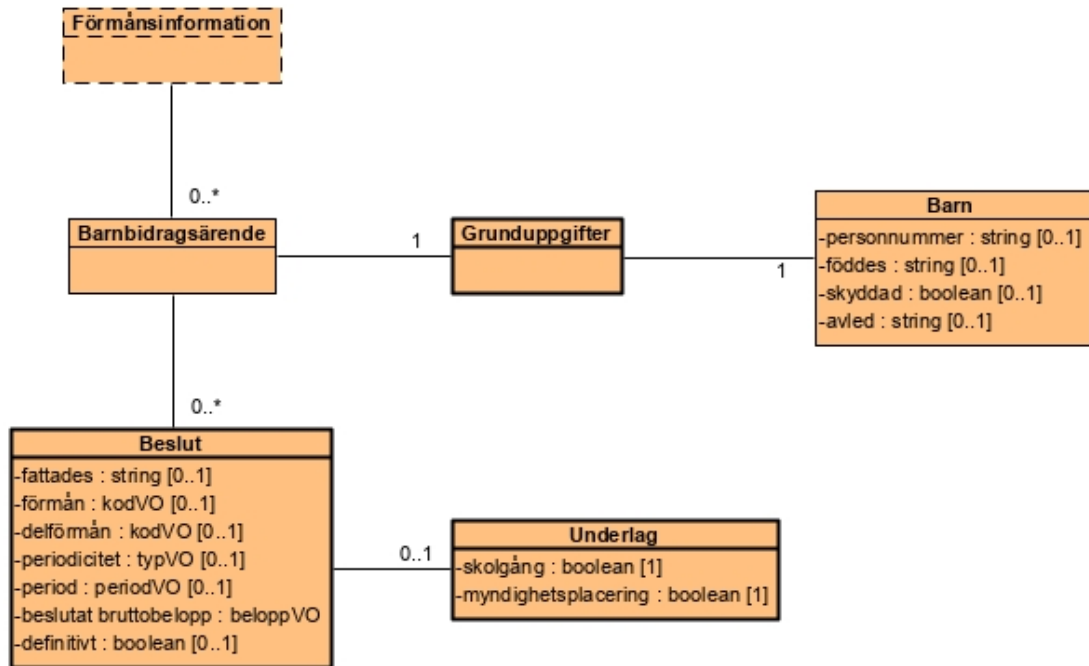 Förmånsinformation
0..*
Barnbidragsärende
1
Grunduppgifter
1
Barn
-personnummer : string [0..1]
-föddes : string [0..1]
-skyddad : boolean [0..1]
-avled : string [0..1]
0..*
Beslut
-fattades : string [0..1]
-förmån : kodVO [0..1]
-delförmån : kodVO [0..1]
-periodicitet : typVO [0..1]
-period : periodVO [0..1]
-beslutat bruttobelopp : beloppVO
-definitivt : boolean [0..1]
0..1
Underlag
-skolgång : boolean [1]
-myndighetsplacering : boolean [1]